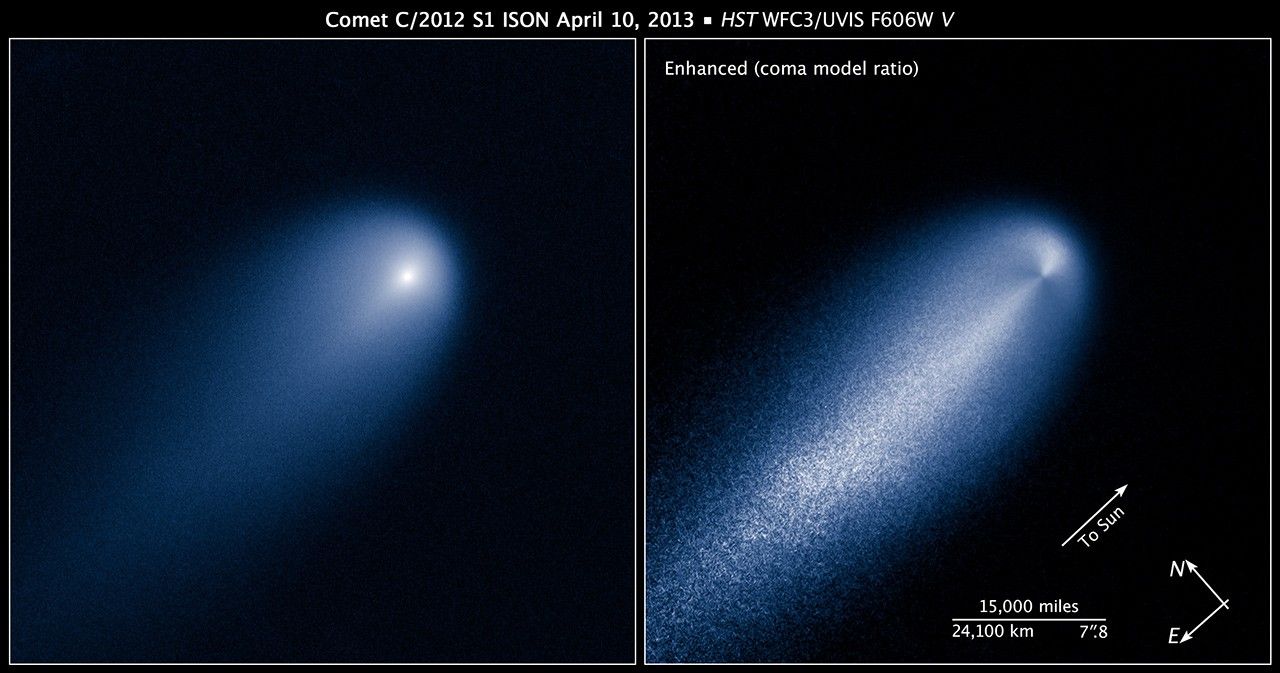 Comet C/2012 S1 ISON April 10, 2013 ▪ HST WFC3/UVIS F606W V
Enhanced (coma model ratio)
To Sun
N
15,000 miles
24,100 km 7″.8
E